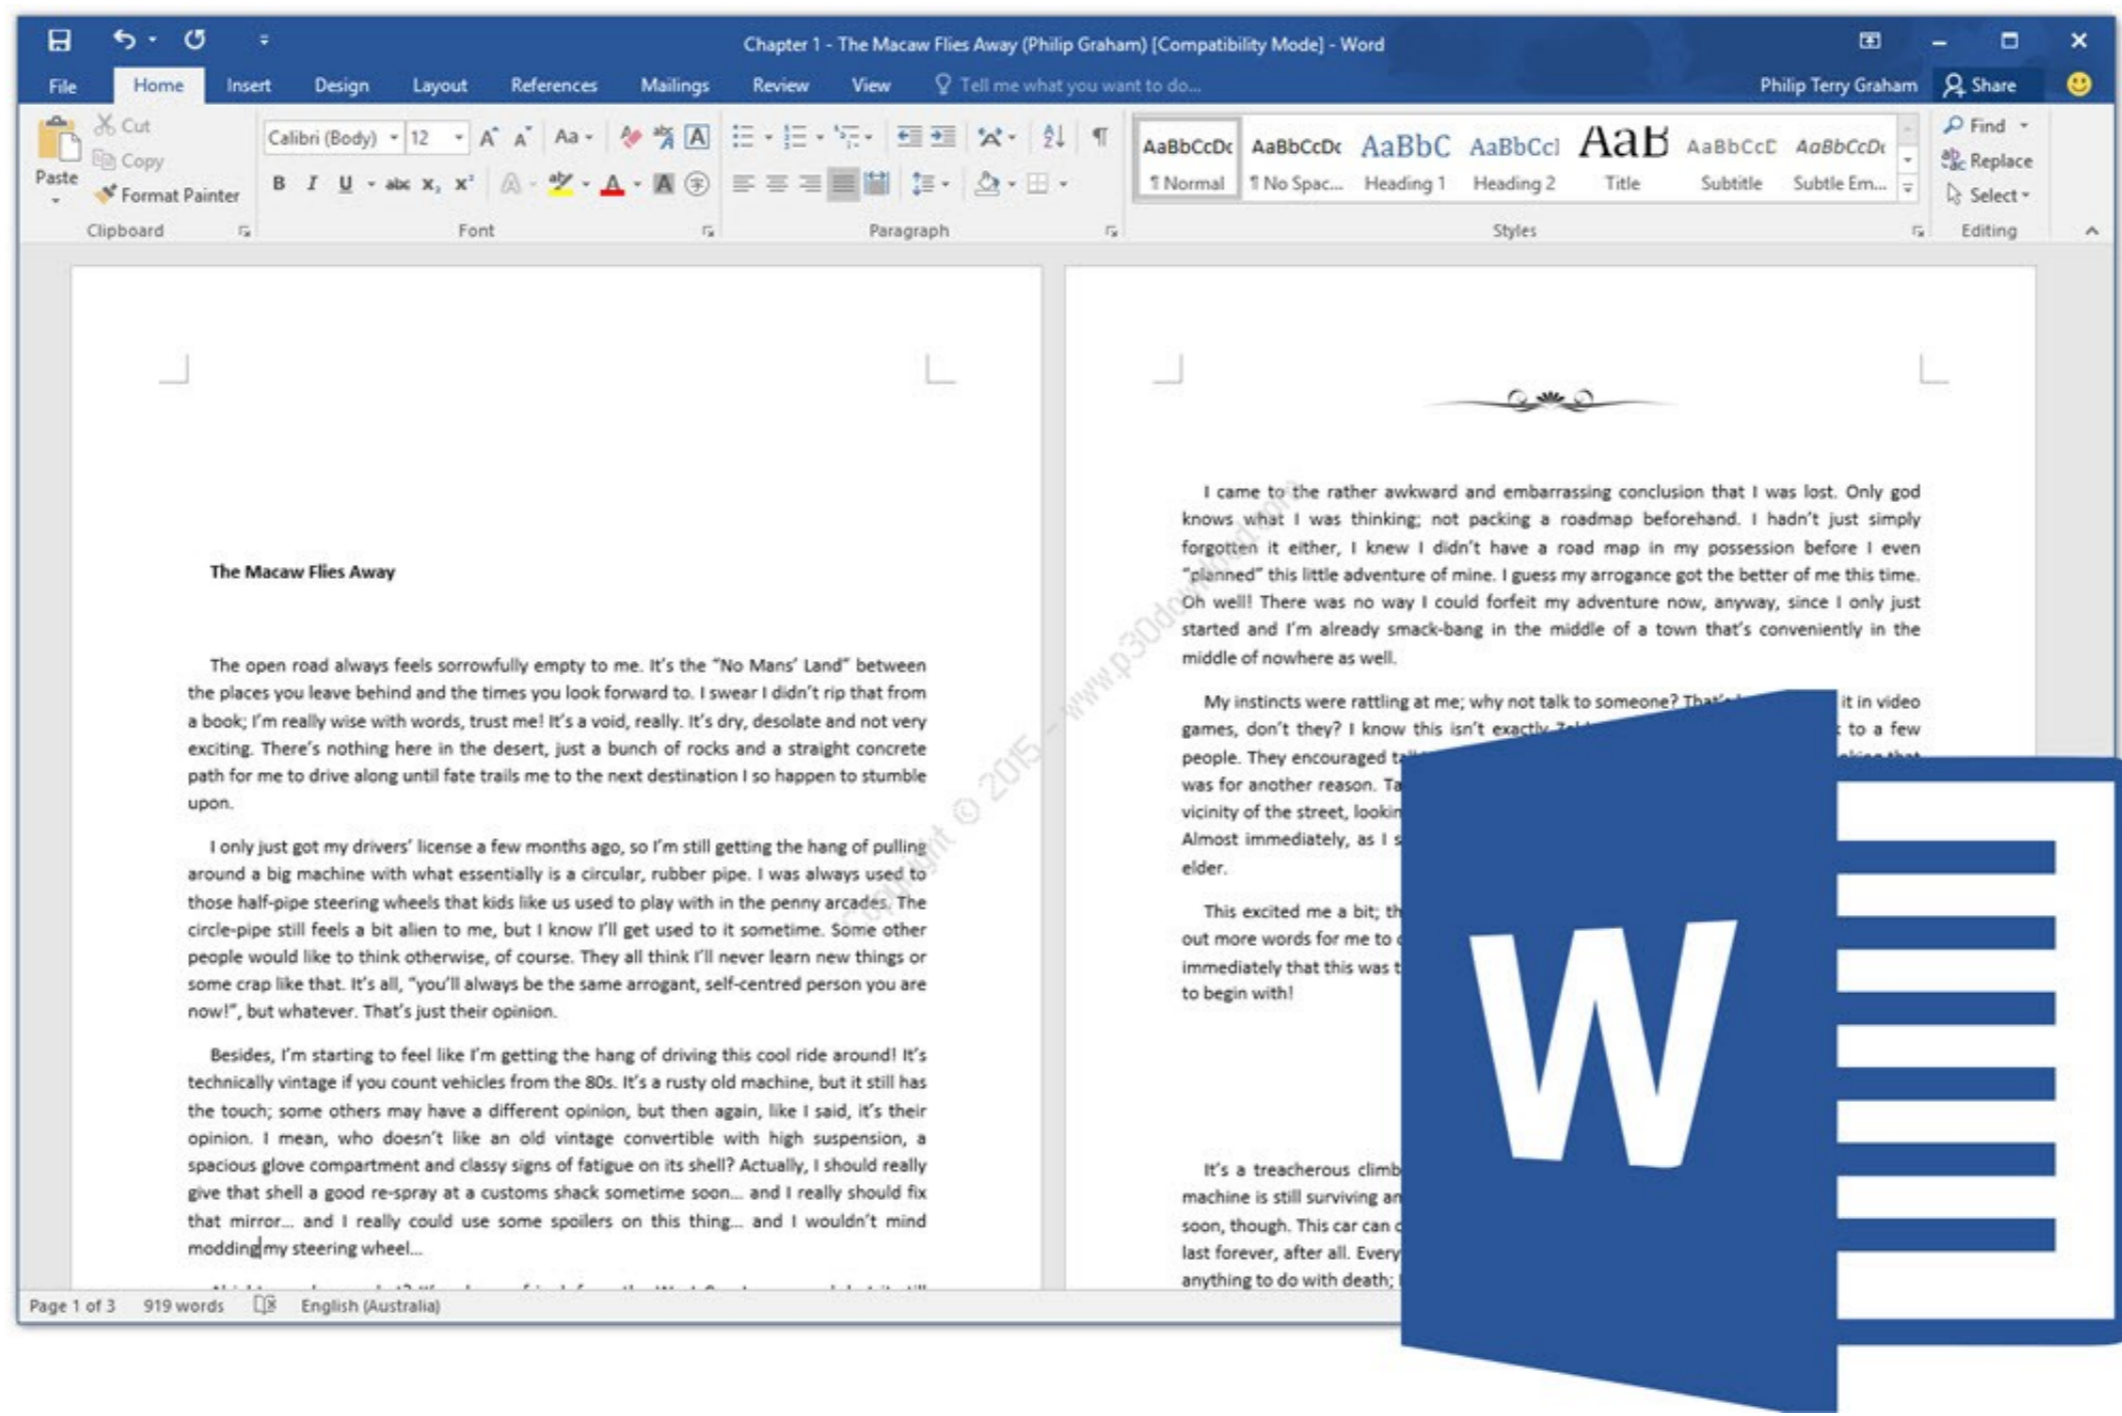 Chapter 1 - The Macaw Flies Away (Philip Graham) [Compatibility Mode] - Word
File Home Insert Design Layout References Mailings Review View Tell me what you want to do... Philip Terry Graham Share
Paste
Cut
Copy
Format Painter
Clipboard
Calibri (Body) 12 Aa
B I U abc x₂ x²
Font
Paragraph
AaBbCcDc AaBbCcDc AaBbC AaBbCcl AaB AaBbCcD AaBbCcDc
¶ Normal ¶ No Spac... Heading 1 Heading 2 Title Subtitle Subtle Em...
Styles
Find
Replace
Select
Editing
The Macaw Flies Away
The open road always feels sorrowfully empty to me. It's the “No Mans' Land” between
the places you leave behind and the times you look forward to. I swear I didn't rip that from
a book; I'm really wise with words, trust me! It's a void, really. It's dry, desolate and not very
exciting. There's nothing here in the desert, just a bunch of rocks and a straight concrete
path for me to drive along until fate trails me to the next destination I so happen to stumble
upon.
I only just got my drivers' license a few months ago, so I'm still getting the hang of pulling
around a big machine with what essentially is a circular, rubber pipe. I was always used to
those half-pipe steering wheels that kids like us used to play with in the penny arcades. The
circle-pipe still feels a bit alien to me, but I know I'll get used to it sometime. Some other
people would like to think otherwise, of course. They all think I'll never learn new things or
some crap like that. It's all, “you'll always be the same arrogant, self-centred person you are
now!”, but whatever. That's just their opinion.
Besides, I'm starting to feel like I'm getting the hang of driving this cool ride around! It's
technically vintage if you count vehicles from the 80s. It's a rusty old machine, but it still has
the touch; some others may have a different opinion, but then again, like I said, it's their
opinion. I mean, who doesn't like an old vintage convertible with high suspension, a
spacious glove compartment and classy signs of fatigue on its shell? Actually, I should really
give that shell a good re-spray at a customs shack sometime soon... and I really should fix
that mirror... and I really could use some spoilers on this thing... and I wouldn't mind
modding my steering wheel...
I came to the rather awkward and embarrassing conclusion that I was lost. Only god
knows what I was thinking; not packing a roadmap beforehand. I hadn't just simply
forgotten it either, I knew I didn't have a road map in my possession before I even
“planned” this little adventure of mine. I guess my arrogance got the better of me this time.
Oh well! There was no way I could forfeit my adventure now, anyway, since I only just
started and I'm already smack-bang in the middle of a town that's conveniently in the
middle of nowhere as well.
My instincts were rattling at me; why not talk to someone? That's it in video
games, don't they? I know this isn't exactly to a few
people. They encouraged that
was for another reason.
vicinity of the street,
Almost immediately, as I
elder.
This excited me a bit;
out more words for me to
immediately that this was
to begin with!
It's a treacherous climb
machine is still surviving
soon, though. This car can
last forever, after all.
anything to do with death;
Copyright © 2015 - www.p30download.com
W
Page 1 of 3 919 words English (Australia)